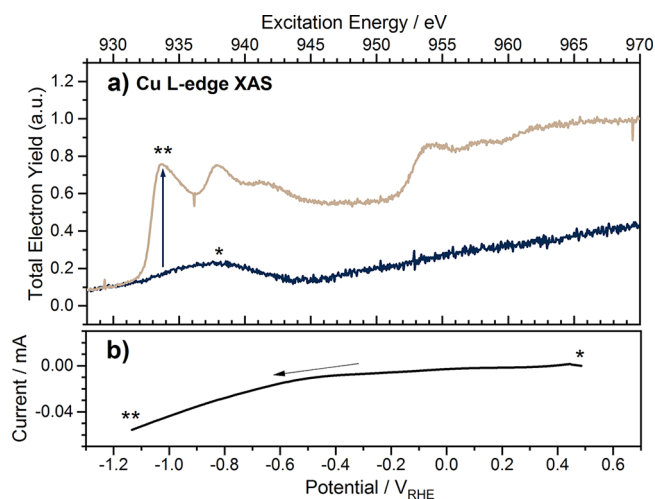 Excitation Energy / eV
930 935 940 945 950 955 960 965 970
a) Cu L-edge XAS
Total Electron Yield (a.u.)
1.2
1.0
0.8
0.6
0.4
0.2
0.0
**
*
b)
Current / mA
0.00
-0.04
*
**
-1.2 -1.0 -0.8 -0.6 -0.4 -0.2 0.0 0.2 0.4 0.6
Potential / V_RHE